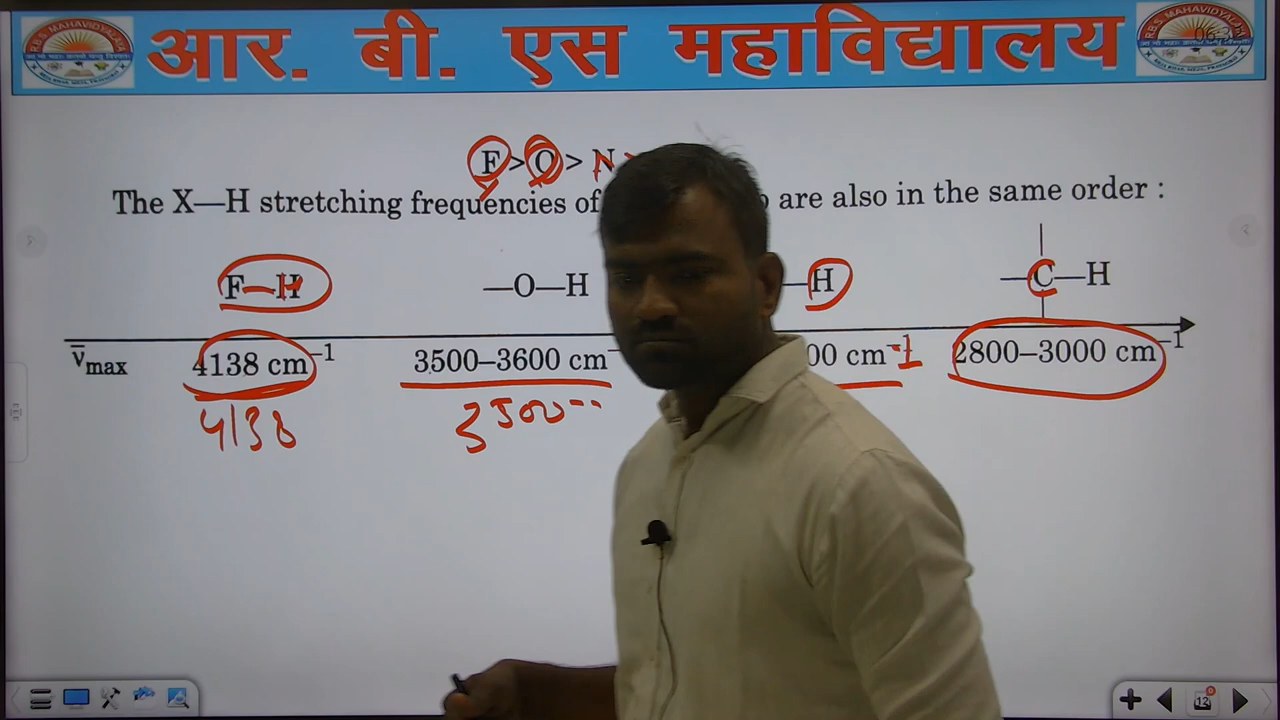 आर. बी. एस महाविद्यालय
F > O > N >
The X—H stretching frequencies of are also in the same order :
F—H —O—H —H —C—H
ν̅max 4138 cm⁻¹ 3500–3600 cm⁻ 00 cm⁻¹ 2800–3000 cm⁻¹
4138 3500--